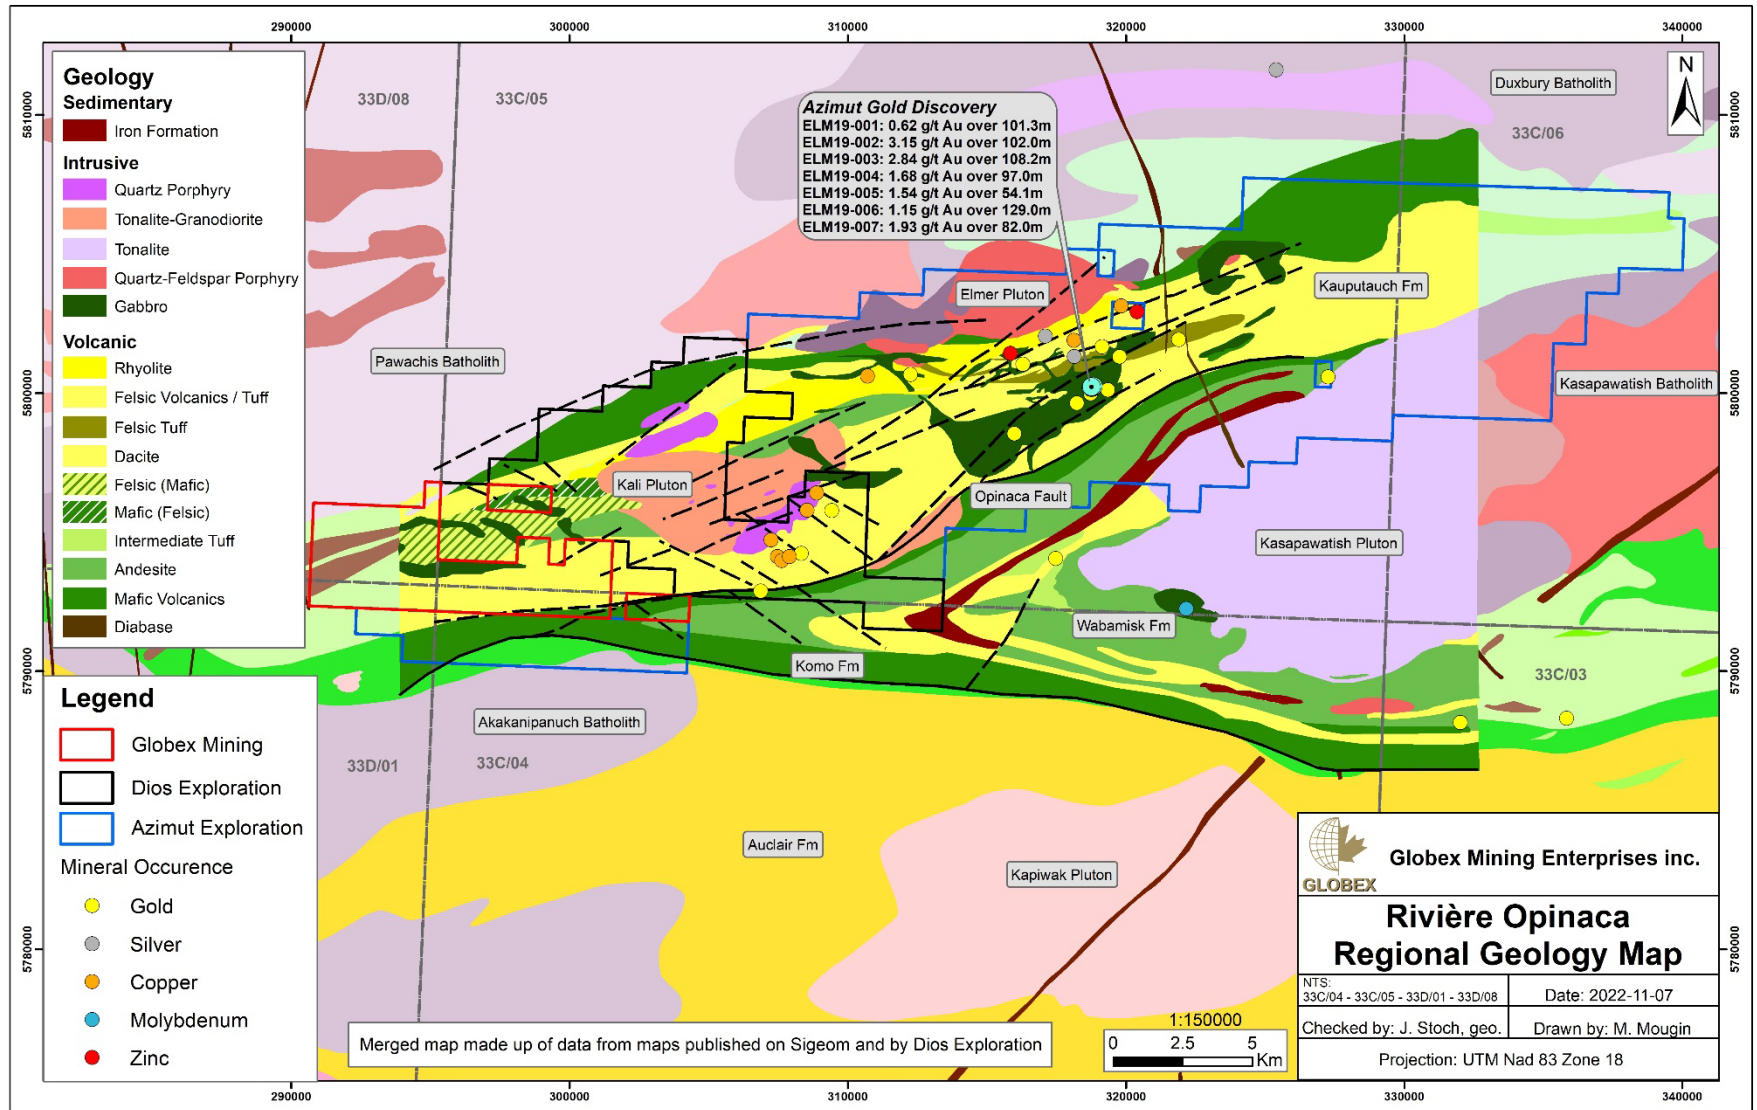 290000
300000
310000
320000
330000
340000
Geology
Sedimentary
Iron Formation
Intrusive
Quartz Porphyry
Tonalite-Granodiorite
Tonalite
Quartz-Feldspar Porphyry
Gabbro
Volcanic
Rhyolite
Felsic Volcanics / Tuff
Felsic Tuff
Dacite
Felsic (Mafic)
Mafic (Felsic)
Intermediate Tuff
Andesite
Mafic Volcanics
Diabase
Legend
Globex Mining
Dios Exploration
Azimut Exploration
Mineral Occurence
Gold
Silver
Copper
Molybdenum
Zinc
5810000
5800000
5790000
5780000
33D/08
33C/05
Azimut Gold Discovery
ELM19-001: 0.62 g/t Au over 101.3m
ELM19-002: 3.15 g/t Au over 102.0m
ELM19-003: 2.84 g/t Au over 108.2m
ELM19-004: 1.68 g/t Au over 97.0m
ELM19-005: 1.54 g/t Au over 54.1m
ELM19-006: 1.15 g/t Au over 129.0m
ELM19-007: 1.93 g/t Au over 82.0m
Duxbury Batholith
33C/06
N
Elmer Pluton
Kauputauch Fm
Pawachis Batholith
Kasapawatish Batholith
Kali Pluton
Opinaca Fault
Kasapawatish Pluton
Wabamisk Fm
Komo Fm
33C/03
Akakanipanuch Batholith
33D/01
33C/04
Auclair Fm
Kapiwak Pluton
5810000
5800000
5790000
5780000
Merged map made up of data from maps published on Sigeom and by Dios Exploration
1:150000
0 2.5 5
Km
GLOBEX
Globex Mining Enterprises inc.
Rivière Opinaca
Regional Geology Map
NTS:
33C/04 - 33C/05 - 33D/01 - 33D/08
Date: 2022-11-07
Checked by: J. Stoch, geo.
Drawn by: M. Mougin
Projection: UTM Nad 83 Zone 18
290000
300000
310000
320000
330000
340000